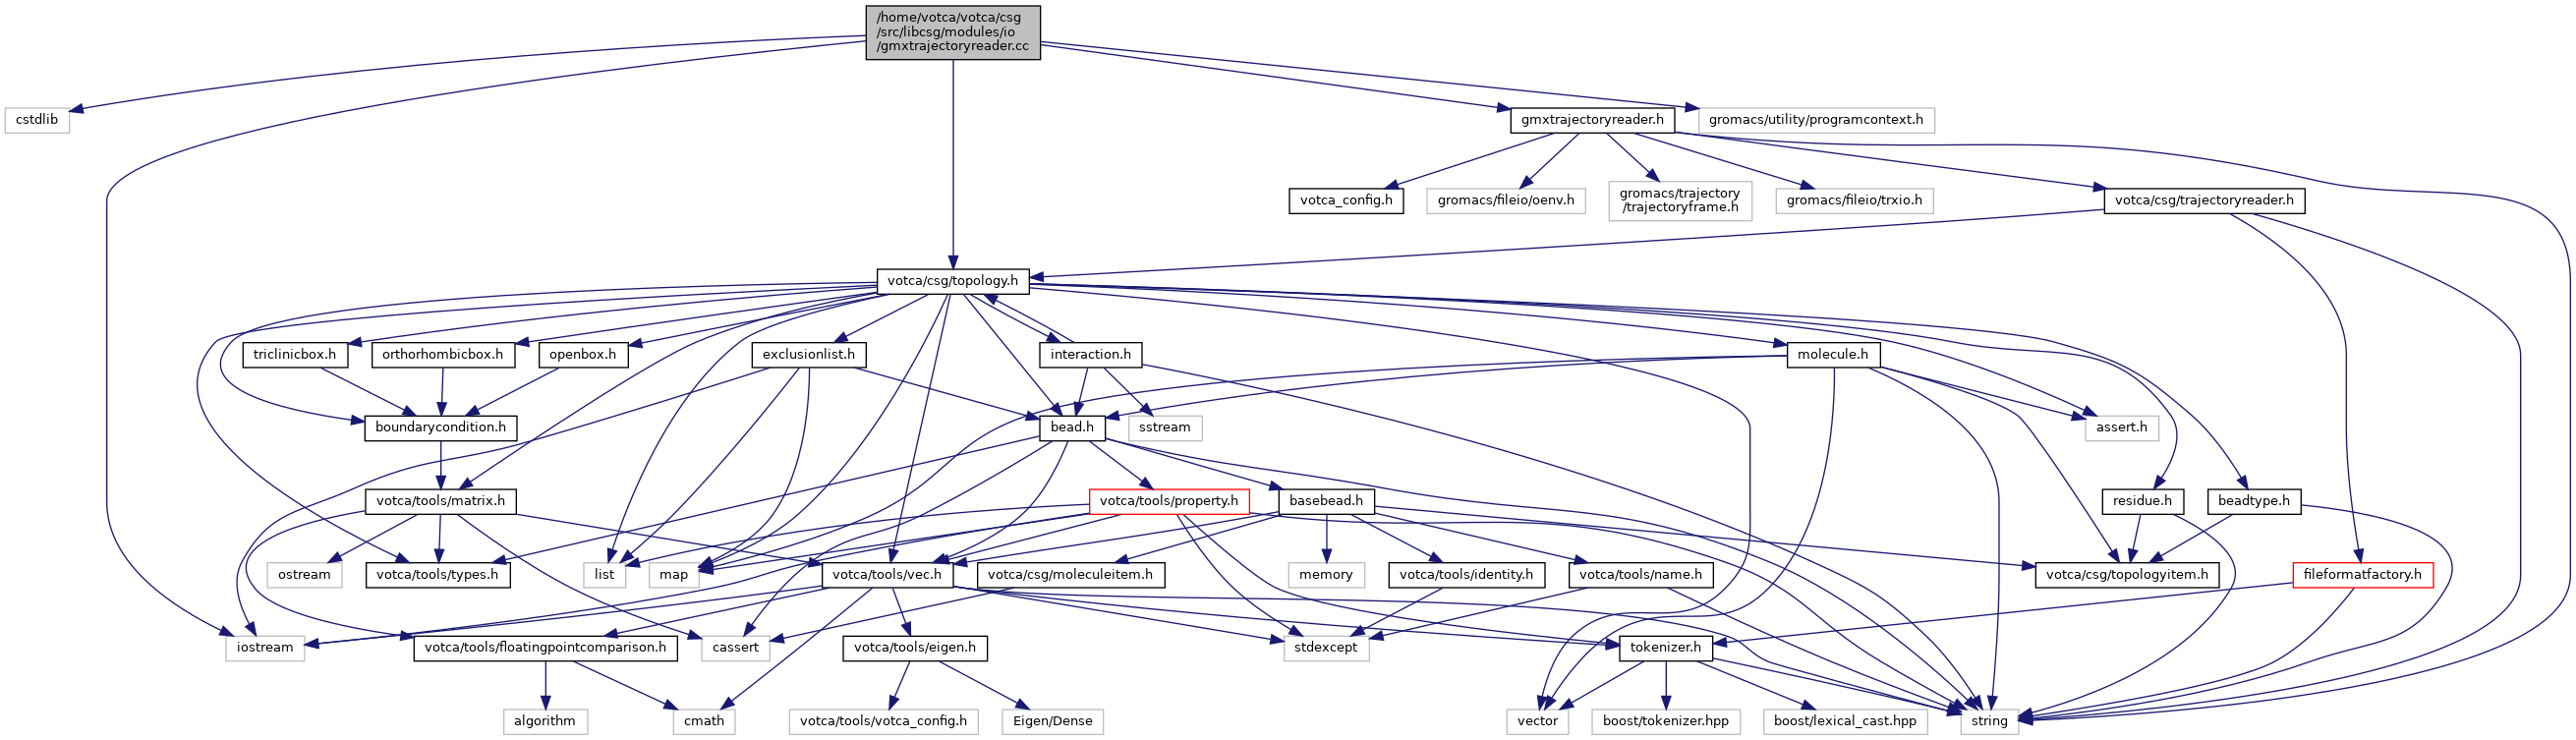 /home/votca/votca/csg
/src/libcsg/modules/io
/gmxtrajectoryreader.cc
cstdlib
gmxtrajectoryreader.h
gromacs/utility/programcontext.h
votca_config.h
gromacs/fileio/oenv.h
gromacs/trajectory
/trajectoryframe.h
gromacs/fileio/trxio.h
votca/csg/trajectoryreader.h
votca/csg/topology.h
triclinicbox.h
orthorhombicbox.h
openbox.h
exclusionlist.h
interaction.h
molecule.h
boundarycondition.h
bead.h
sstream
assert.h
votca/tools/matrix.h
votca/tools/property.h
basebead.h
residue.h
beadtype.h
ostream
votca/tools/types.h
list
map
votca/tools/vec.h
votca/csg/moleculeitem.h
memory
votca/tools/identity.h
votca/tools/name.h
votca/csg/topologyitem.h
fileformatfactory.h
iostream
votca/tools/floatingpointcomparison.h
cassert
votca/tools/eigen.h
stdexcept
tokenizer.h
algorithm
cmath
votca/tools/votca_config.h
Eigen/Dense
vector
boost/tokenizer.hpp
boost/lexical_cast.hpp
string